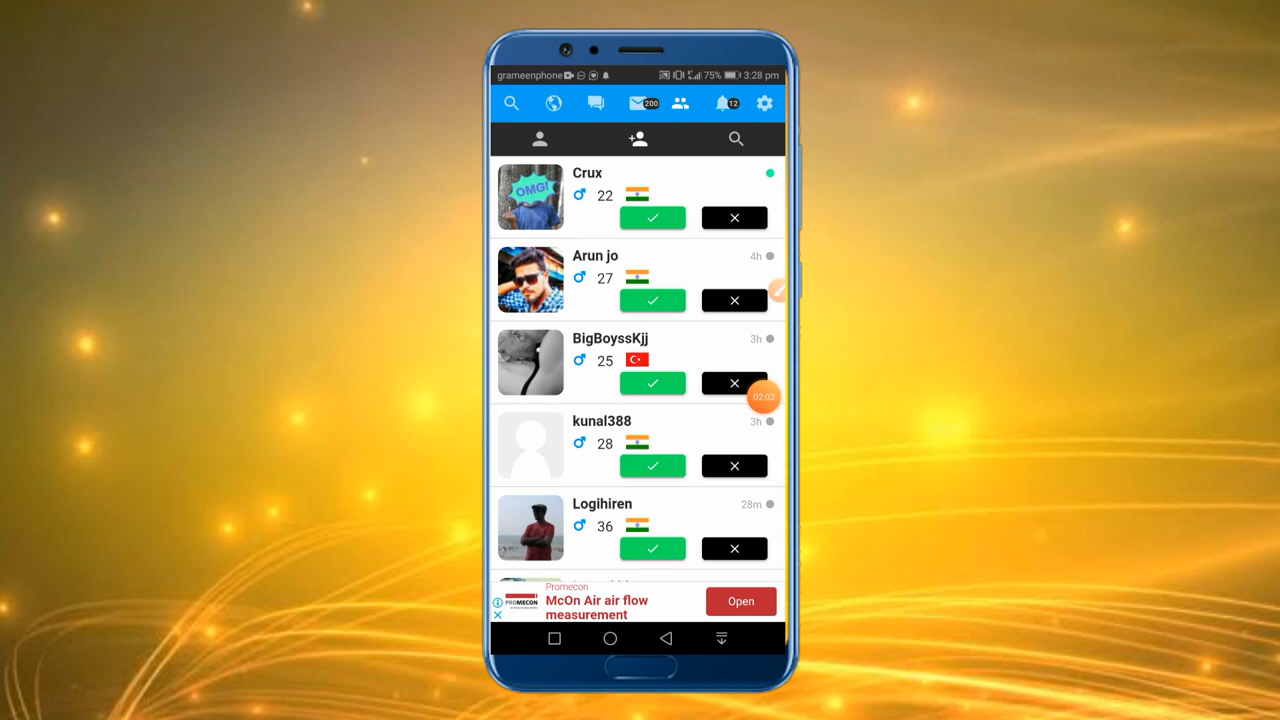 grameenphone 75% 3:28 pm
200 12
Crux
22
OMG!
Arun jo 4h
27
BigBoyssKjj 3h
25
02:02
kunal388 3h
28
Logihiren 28m
36
Promecon
PROMECON
McOn Air air flow
measurement
Open